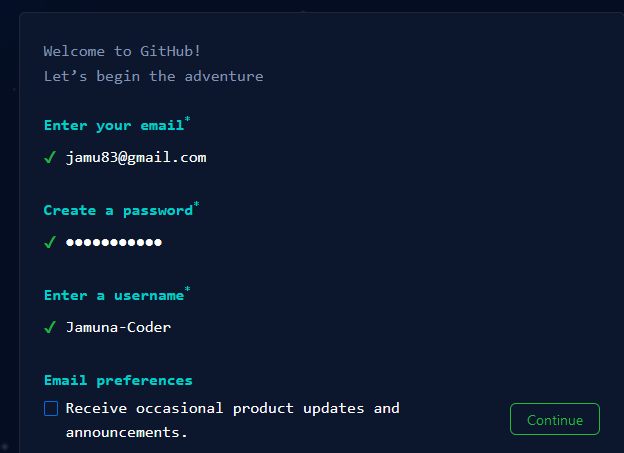 Welcome to GitHub!
Let’s begin the adventure
Enter your email*
✓ jamu83@gmail.com
Create a password*
✓ ●●●●●●●●●●●
Enter a username*
✓ Jamuna-Coder
Email preferences
Receive occasional product updates and
announcements.
Continue